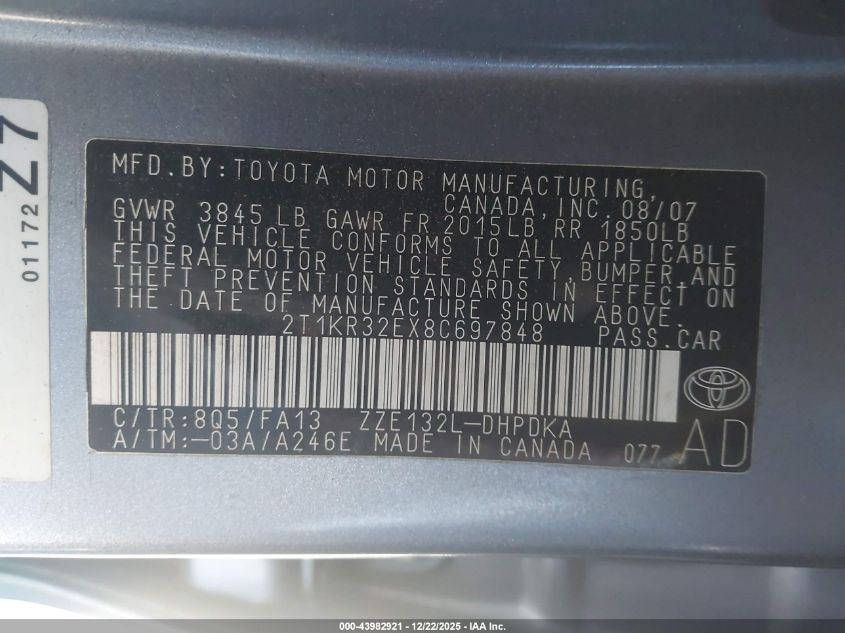 Z7
01172
MFD. BY: TOYOTA MOTOR MANUFACTURING,
CANADA, INC. 08/07
GVWR 3845 LB GAWR FR 2015LB RR 1850LB
THIS VEHICLE CONFORMS TO ALL APPLICABLE
FEDERAL MOTOR VEHICLE SAFETY, BUMPER, AND
THEFT PREVENTION STANDARDS IN EFFECT ON
THE DATE OF MANUFACTURE SHOWN ABOVE.
2T1KR32EX8C697848 PASS. CAR
C/TR: 8Q5/FA13 ZZE132L-DHPDKA
A/TM: -03A/A246E MADE IN CANADA 077 AD
000-43982921 - 12/22/2025 - IAA Inc.